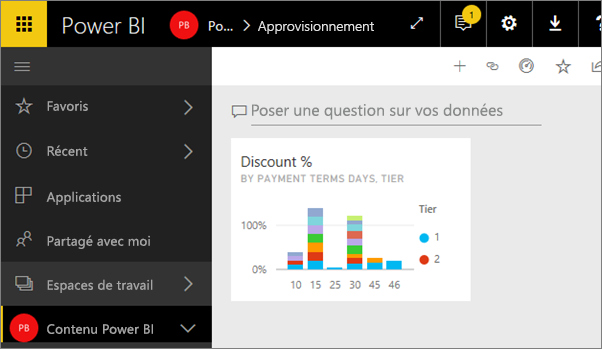 Power BI
PB
Po...
Approvisionnement
1
Favoris
Récent
Applications
Partagé avec moi
Espaces de travail
PB
Contenu Power BI
Poser une question sur vos données
Discount %
BY PAYMENT TERMS DAYS, TIER
100%
0%
10 15 25 30 45 46
Tier
1
2